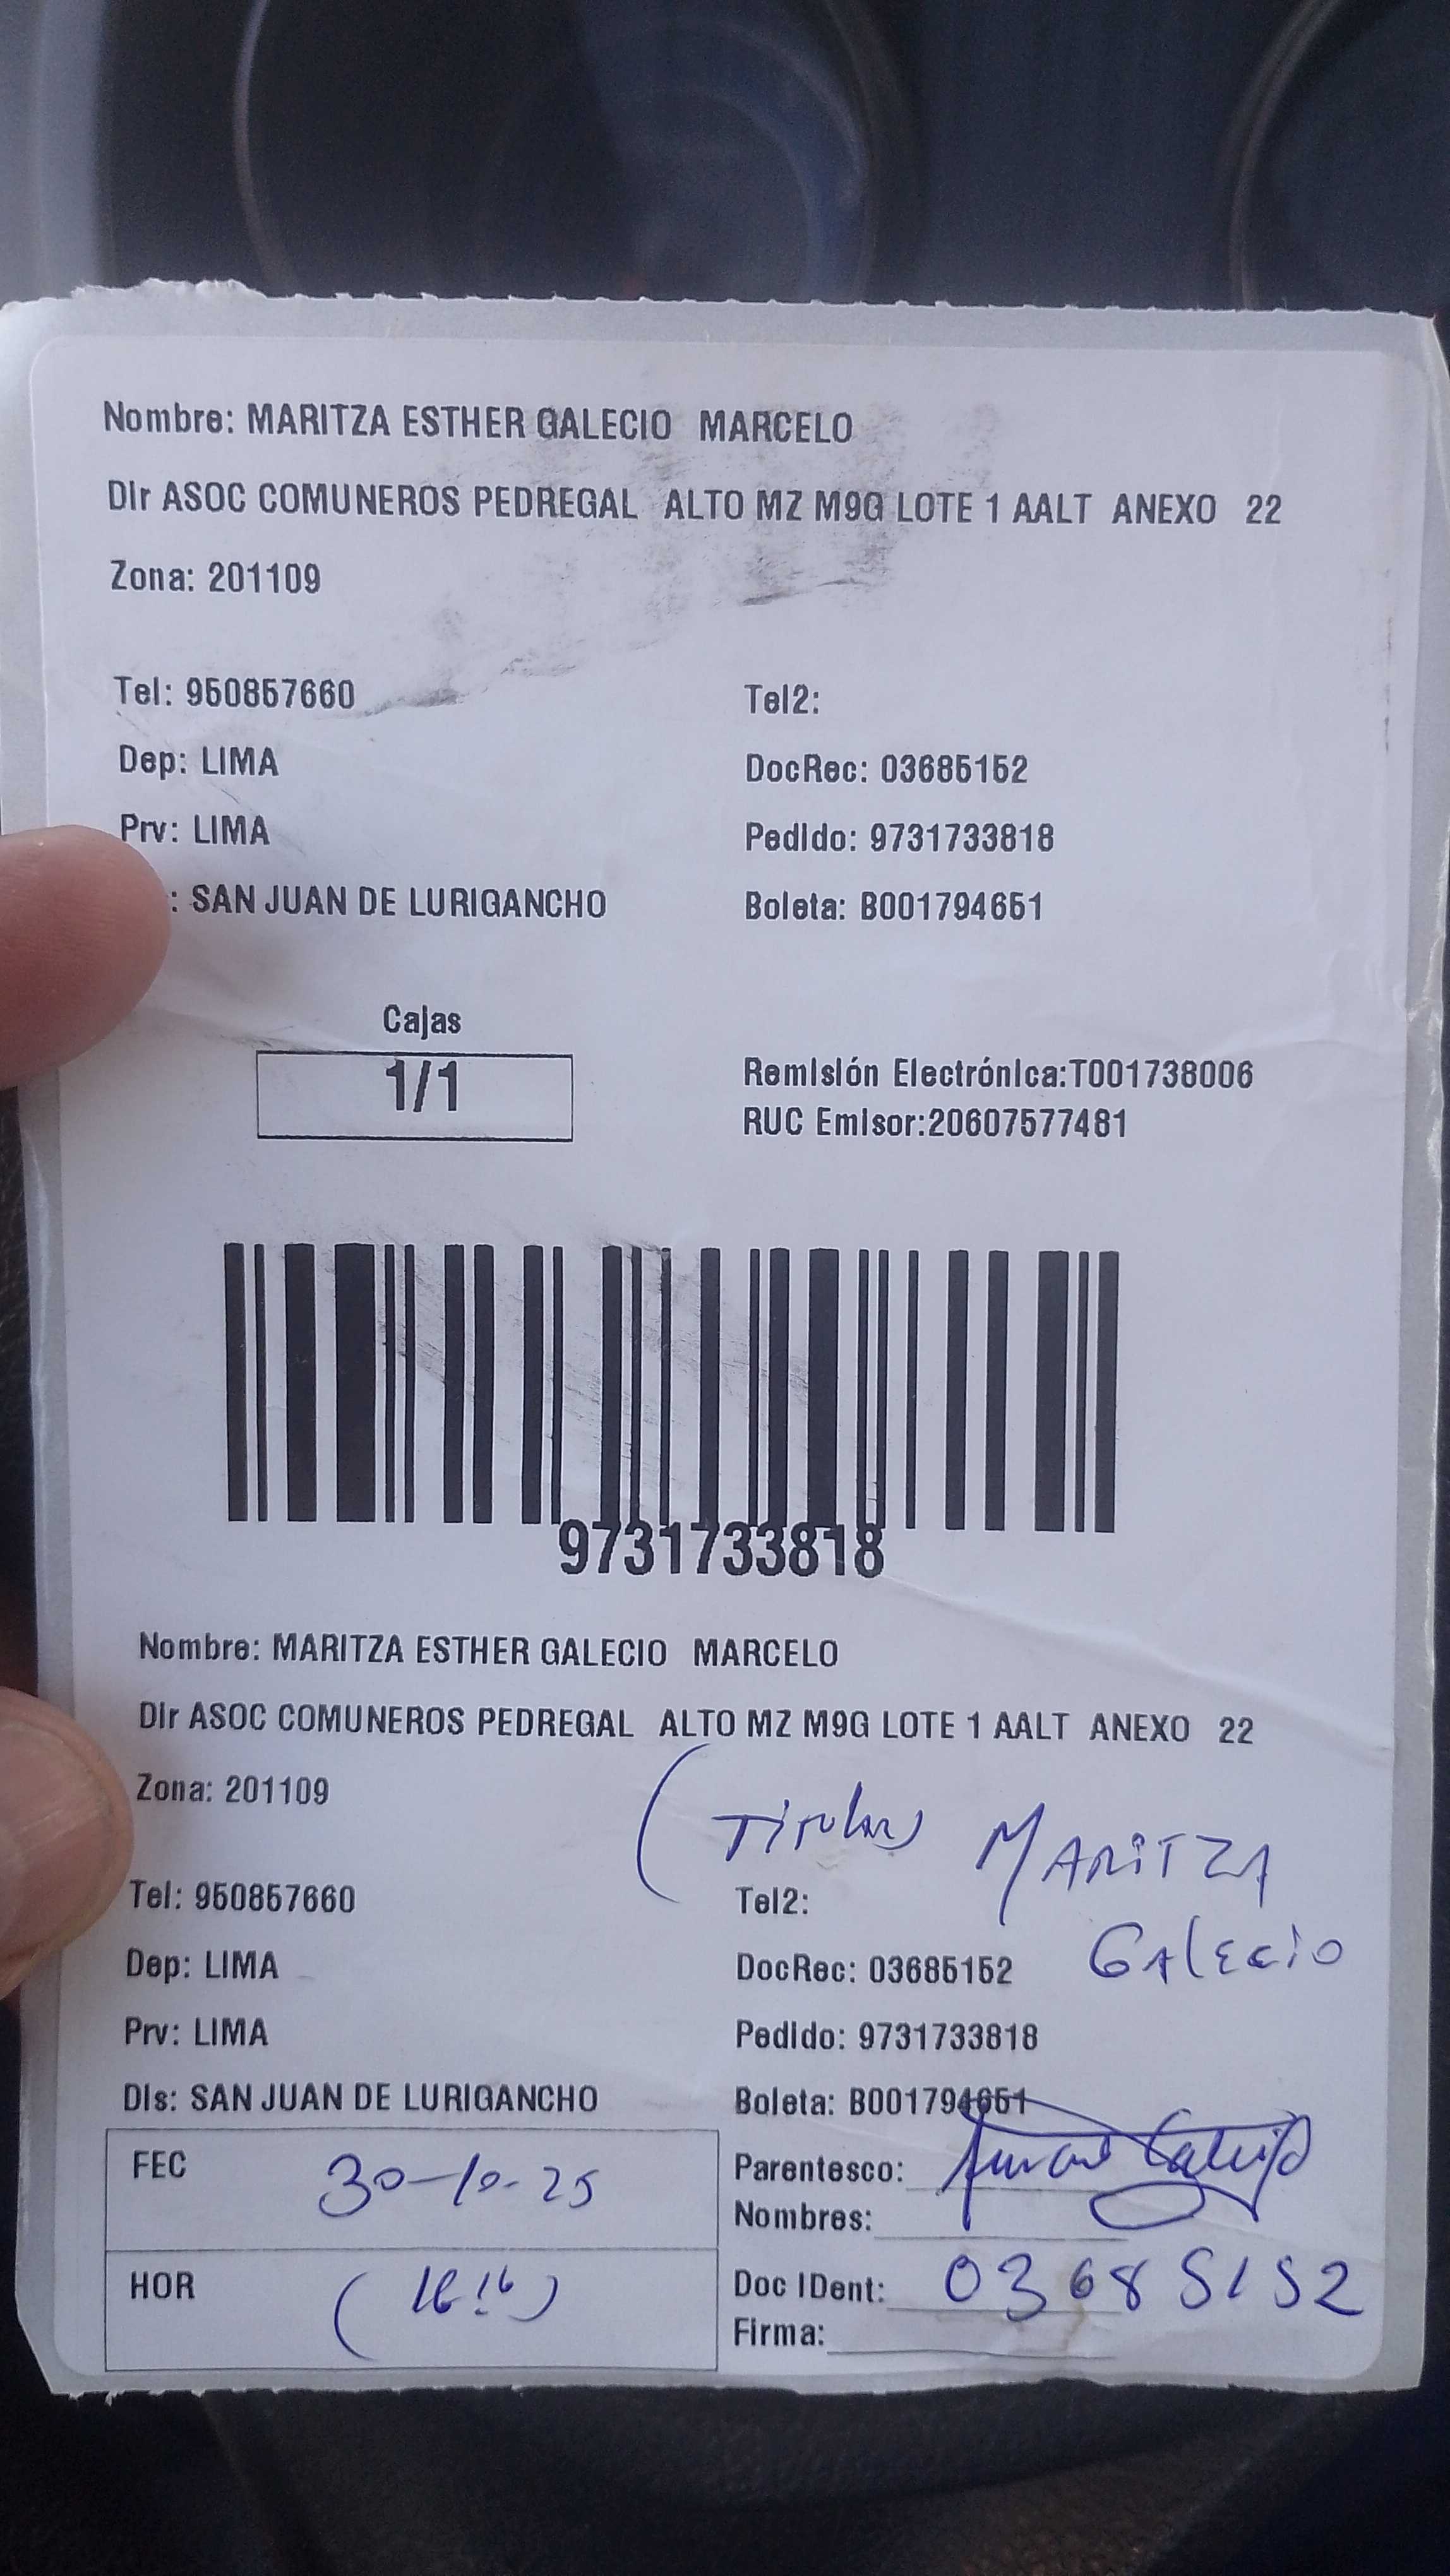 Nombre: MARITZA ESTHER GALECIO MARCELO
Dir ASOC COMUNEROS PEDREGAL ALTO MZ M9G LOTE 1 AALT ANEXO 22
Zona: 201109
Tel: 950857660 Tel2:
Dep: LIMA DocRec: 03685152
Prv: LIMA Pedido: 9731733818
: SAN JUAN DE LURIGANCHO Boleta: B001794651
Cajas
1/1
Remisión Electrónica:T001738006
RUC Emisor:20607577481
9731733818
Nombre: MARITZA ESTHER GALECIO MARCELO
Dir ASOC COMUNEROS PEDREGAL ALTO MZ M9G LOTE 1 AALT ANEXO 22
Zona: 201109
(Titular MARITZA
GALECIO
Tel: 950857660 Tel2:
Dep: LIMA DocRec: 03685152
Prv: LIMA Pedido: 9731733818
Dis: SAN JUAN DE LURIGANCHO Boleta: B001794651
FEC 30-10-25 Parentesco:
Nombres:
HOR Doc IDent: 03685152
Firma: